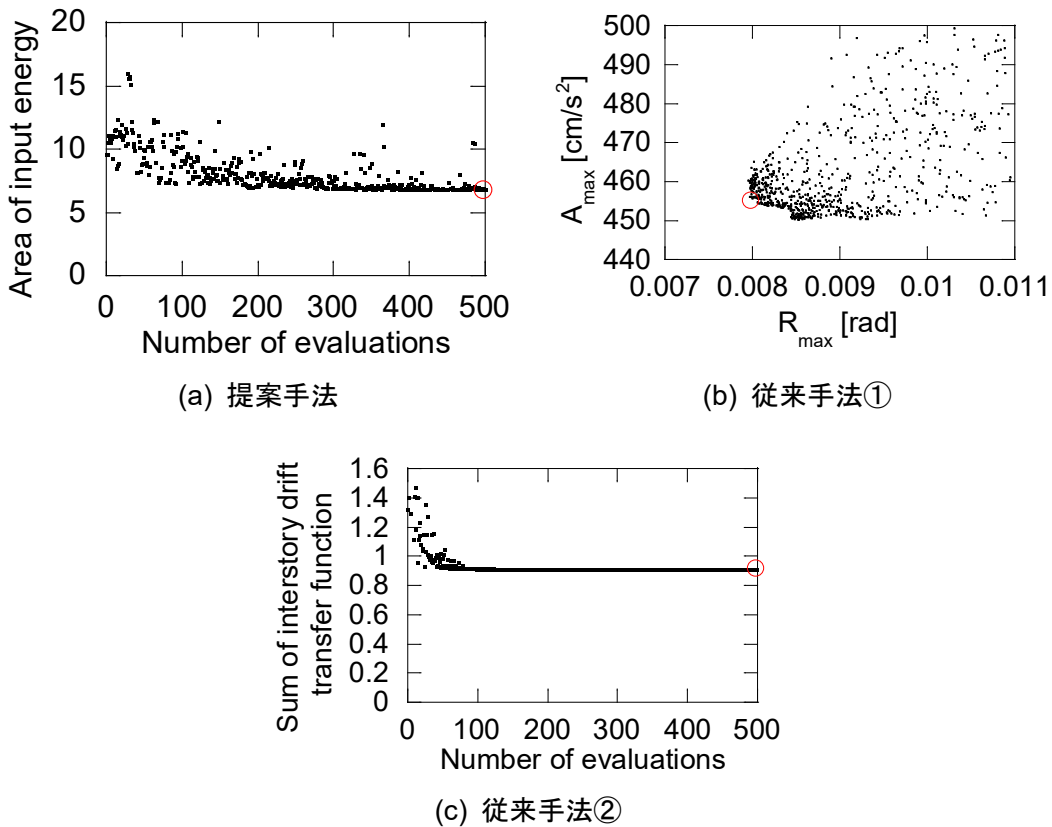 20
15
10
5
0
Area of input energy
0 100 200 300 400 500
Number of evaluations
(a) 提案手法
500
490
480
470
460
450
440
A_max [cm/s²]
0.007 0.008 0.009 0.01 0.011
R_max [rad]
(b) 従来手法①
1.6
1.4
1.2
1
0.8
0.6
0.4
0.2
0
Sum of interstory drift
transfer function
0 100 200 300 400 500
Number of evaluations
(c) 従来手法②